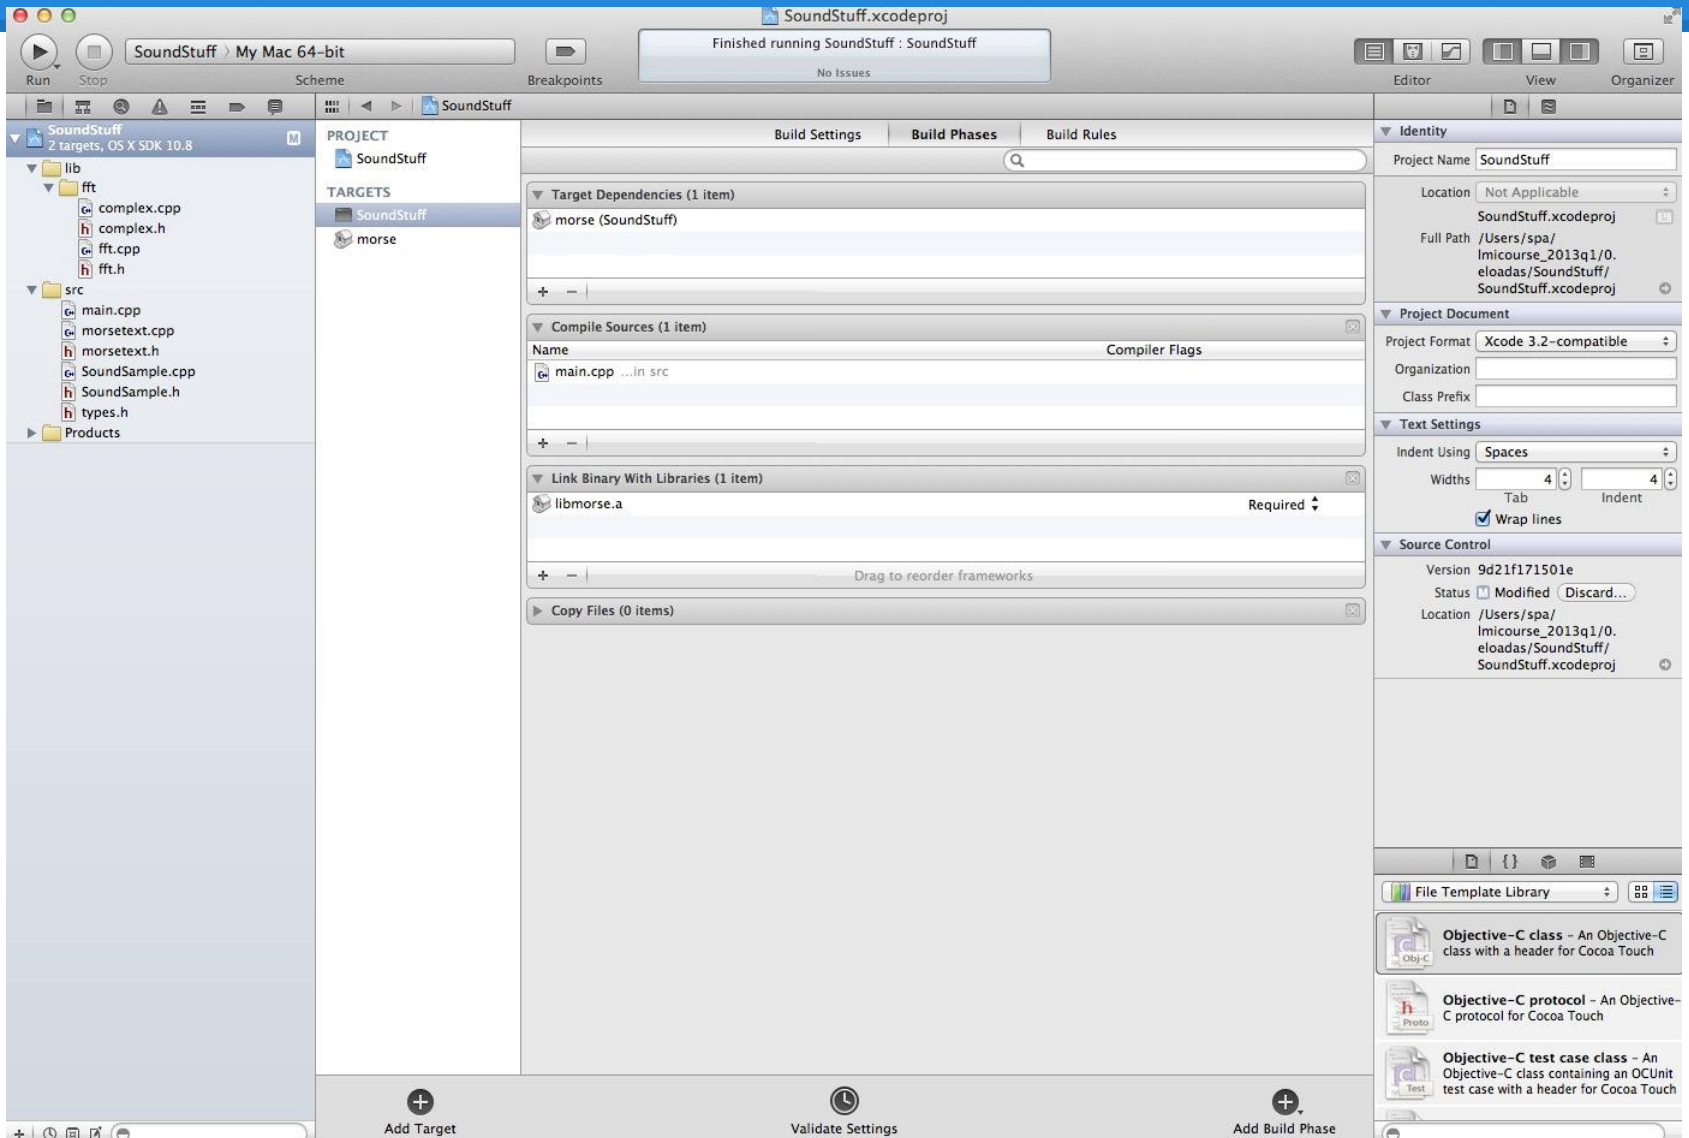 SoundStuff.xcodeproj
SoundStuff 〉 My Mac 64-bit
Finished running SoundStuff : SoundStuff
No Issues
Run Stop Scheme Breakpoints Editor View Organizer
SoundStuff
SoundStuff
2 targets, OS X SDK 10.8
M
lib
fft
complex.cpp
complex.h
fft.cpp
fft.h
src
main.cpp
morsetext.cpp
morsetext.h
SoundSample.cpp
SoundSample.h
types.h
Products
PROJECT
SoundStuff
TARGETS
SoundStuff
morse
Build Settings Build Phases Build Rules
Target Dependencies (1 item)
morse (SoundStuff)
Compile Sources (1 item)
Name Compiler Flags
main.cpp ...in src
Link Binary With Libraries (1 item)
libmorse.a Required
Drag to reorder frameworks
Copy Files (0 items)
Add Target Validate Settings Add Build Phase
Identity
Project Name SoundStuff
Location Not Applicable
SoundStuff.xcodeproj
Full Path /Users/spa/
lmicourse_2013q1/0.
eloadas/SoundStuff/
SoundStuff.xcodeproj
Project Document
Project Format Xcode 3.2-compatible
Organization
Class Prefix
Text Settings
Indent Using Spaces
Widths 4 4
Tab Indent
Wrap lines
Source Control
Version 9d21f171501e
Status M Modified Discard...
Location /Users/spa/
lmicourse_2013q1/0.
eloadas/SoundStuff/
SoundStuff.xcodeproj
{}
File Template Library
Objective-C class - An Objective-C
class with a header for Cocoa Touch
Obj-C
Objective-C protocol - An Objective-
C protocol for Cocoa Touch
Proto
Objective-C test case class - An
Objective-C class containing an OCUnit
test case with a header for Cocoa Touch
Test